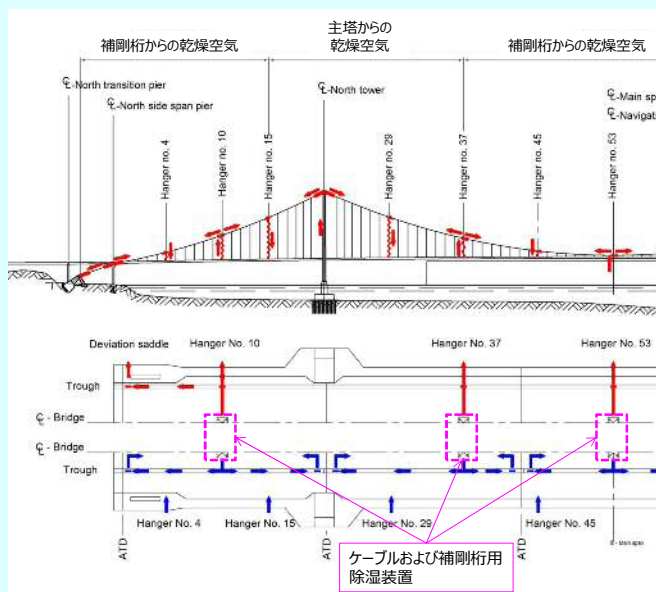 主塔からの
乾燥空気
補剛桁からの乾燥空気
補剛桁からの乾燥空気
℄-North transition pier
℄-North side span pier
℄-North tower
℄-Main sp
℄-Navigati
Hanger no. 4
Hanger no. 10
Hanger no. 15
Hanger no. 29
Hanger no. 37
Hanger no. 45
Hanger no. 53
Deviation saddle
Hanger No. 10
Hanger No. 37
Hanger No. 53
Trough
℄ - Bridge
℄ - Bridge
Trough
Hanger No. 4
Hanger No. 15
Hanger No. 29
Hanger No. 45
ATD
ATD
ATD
℄ - Main span
ケーブルおよび補剛桁用
除湿装置